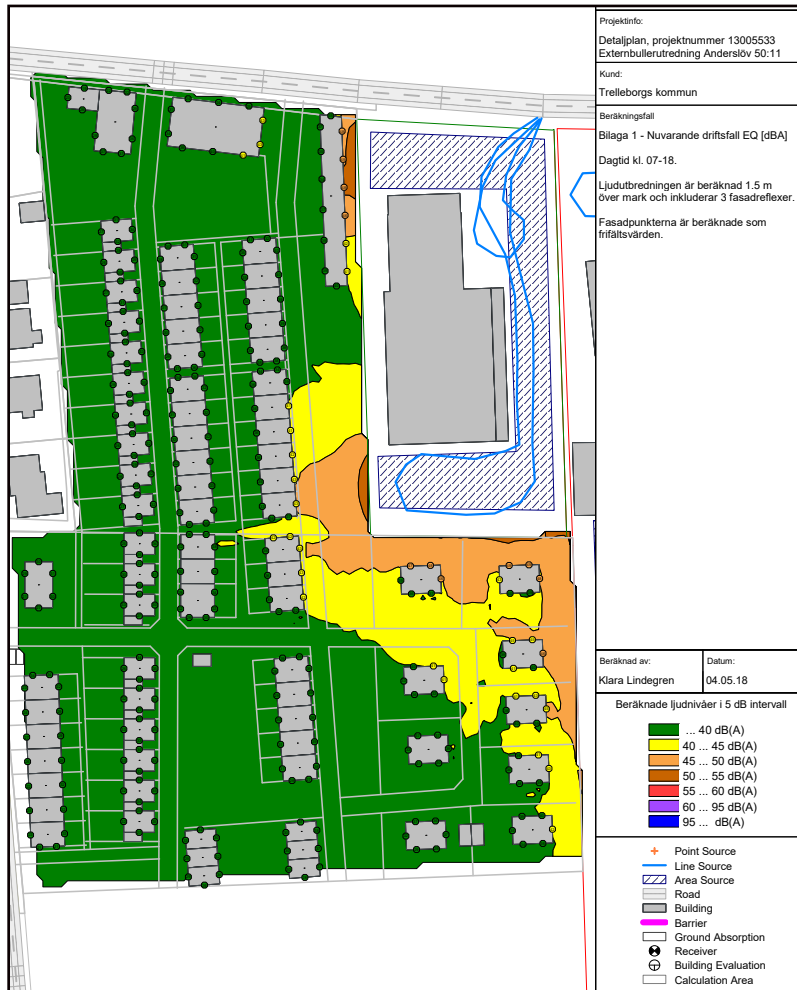 Projektinfo:
Detaljplan, projektnummer 13005533
Externbullerutredning Anderslöv 50:11
Kund:
Trelleborgs kommun
Beräkningsfall
Bilaga 1 - Nuvarande driftsfall EQ [dBA]
Dagtid kl. 07-18.
Ljudutbredningen är beräknad 1.5 m
över mark och inkluderar 3 fasadreflexer.
Fasadpunkterna är beräknade som
frifältsvärden.
Beräknad av:
Klara Lindegren
Datum:
04.05.18
Beräknade ljudnivåer i 5 dB intervall
... 40 dB(A)
40 ... 45 dB(A)
45 ... 50 dB(A)
50 ... 55 dB(A)
55 ... 60 dB(A)
60 ... 95 dB(A)
95 ... dB(A)
Point Source
Line Source
Area Source
Road
Building
Barrier
Ground Absorption
Receiver
Building Evaluation
Calculation Area